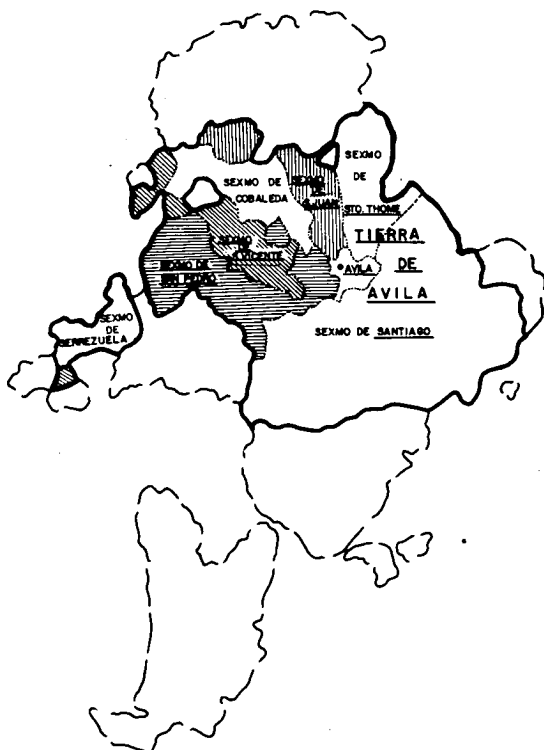 SEXMO
DE
STO. THOME
SEXMO DE
COBALEDA
SEXMO
DE
S. JUAN
TIERRA
DE
AVILA
AVILA
SEXMO
DE
S. VICENTE
SEXMO DE
SAN PEDRO
SEXMO
DE
SERREZUELA
SEXMO DE SANTIAGO